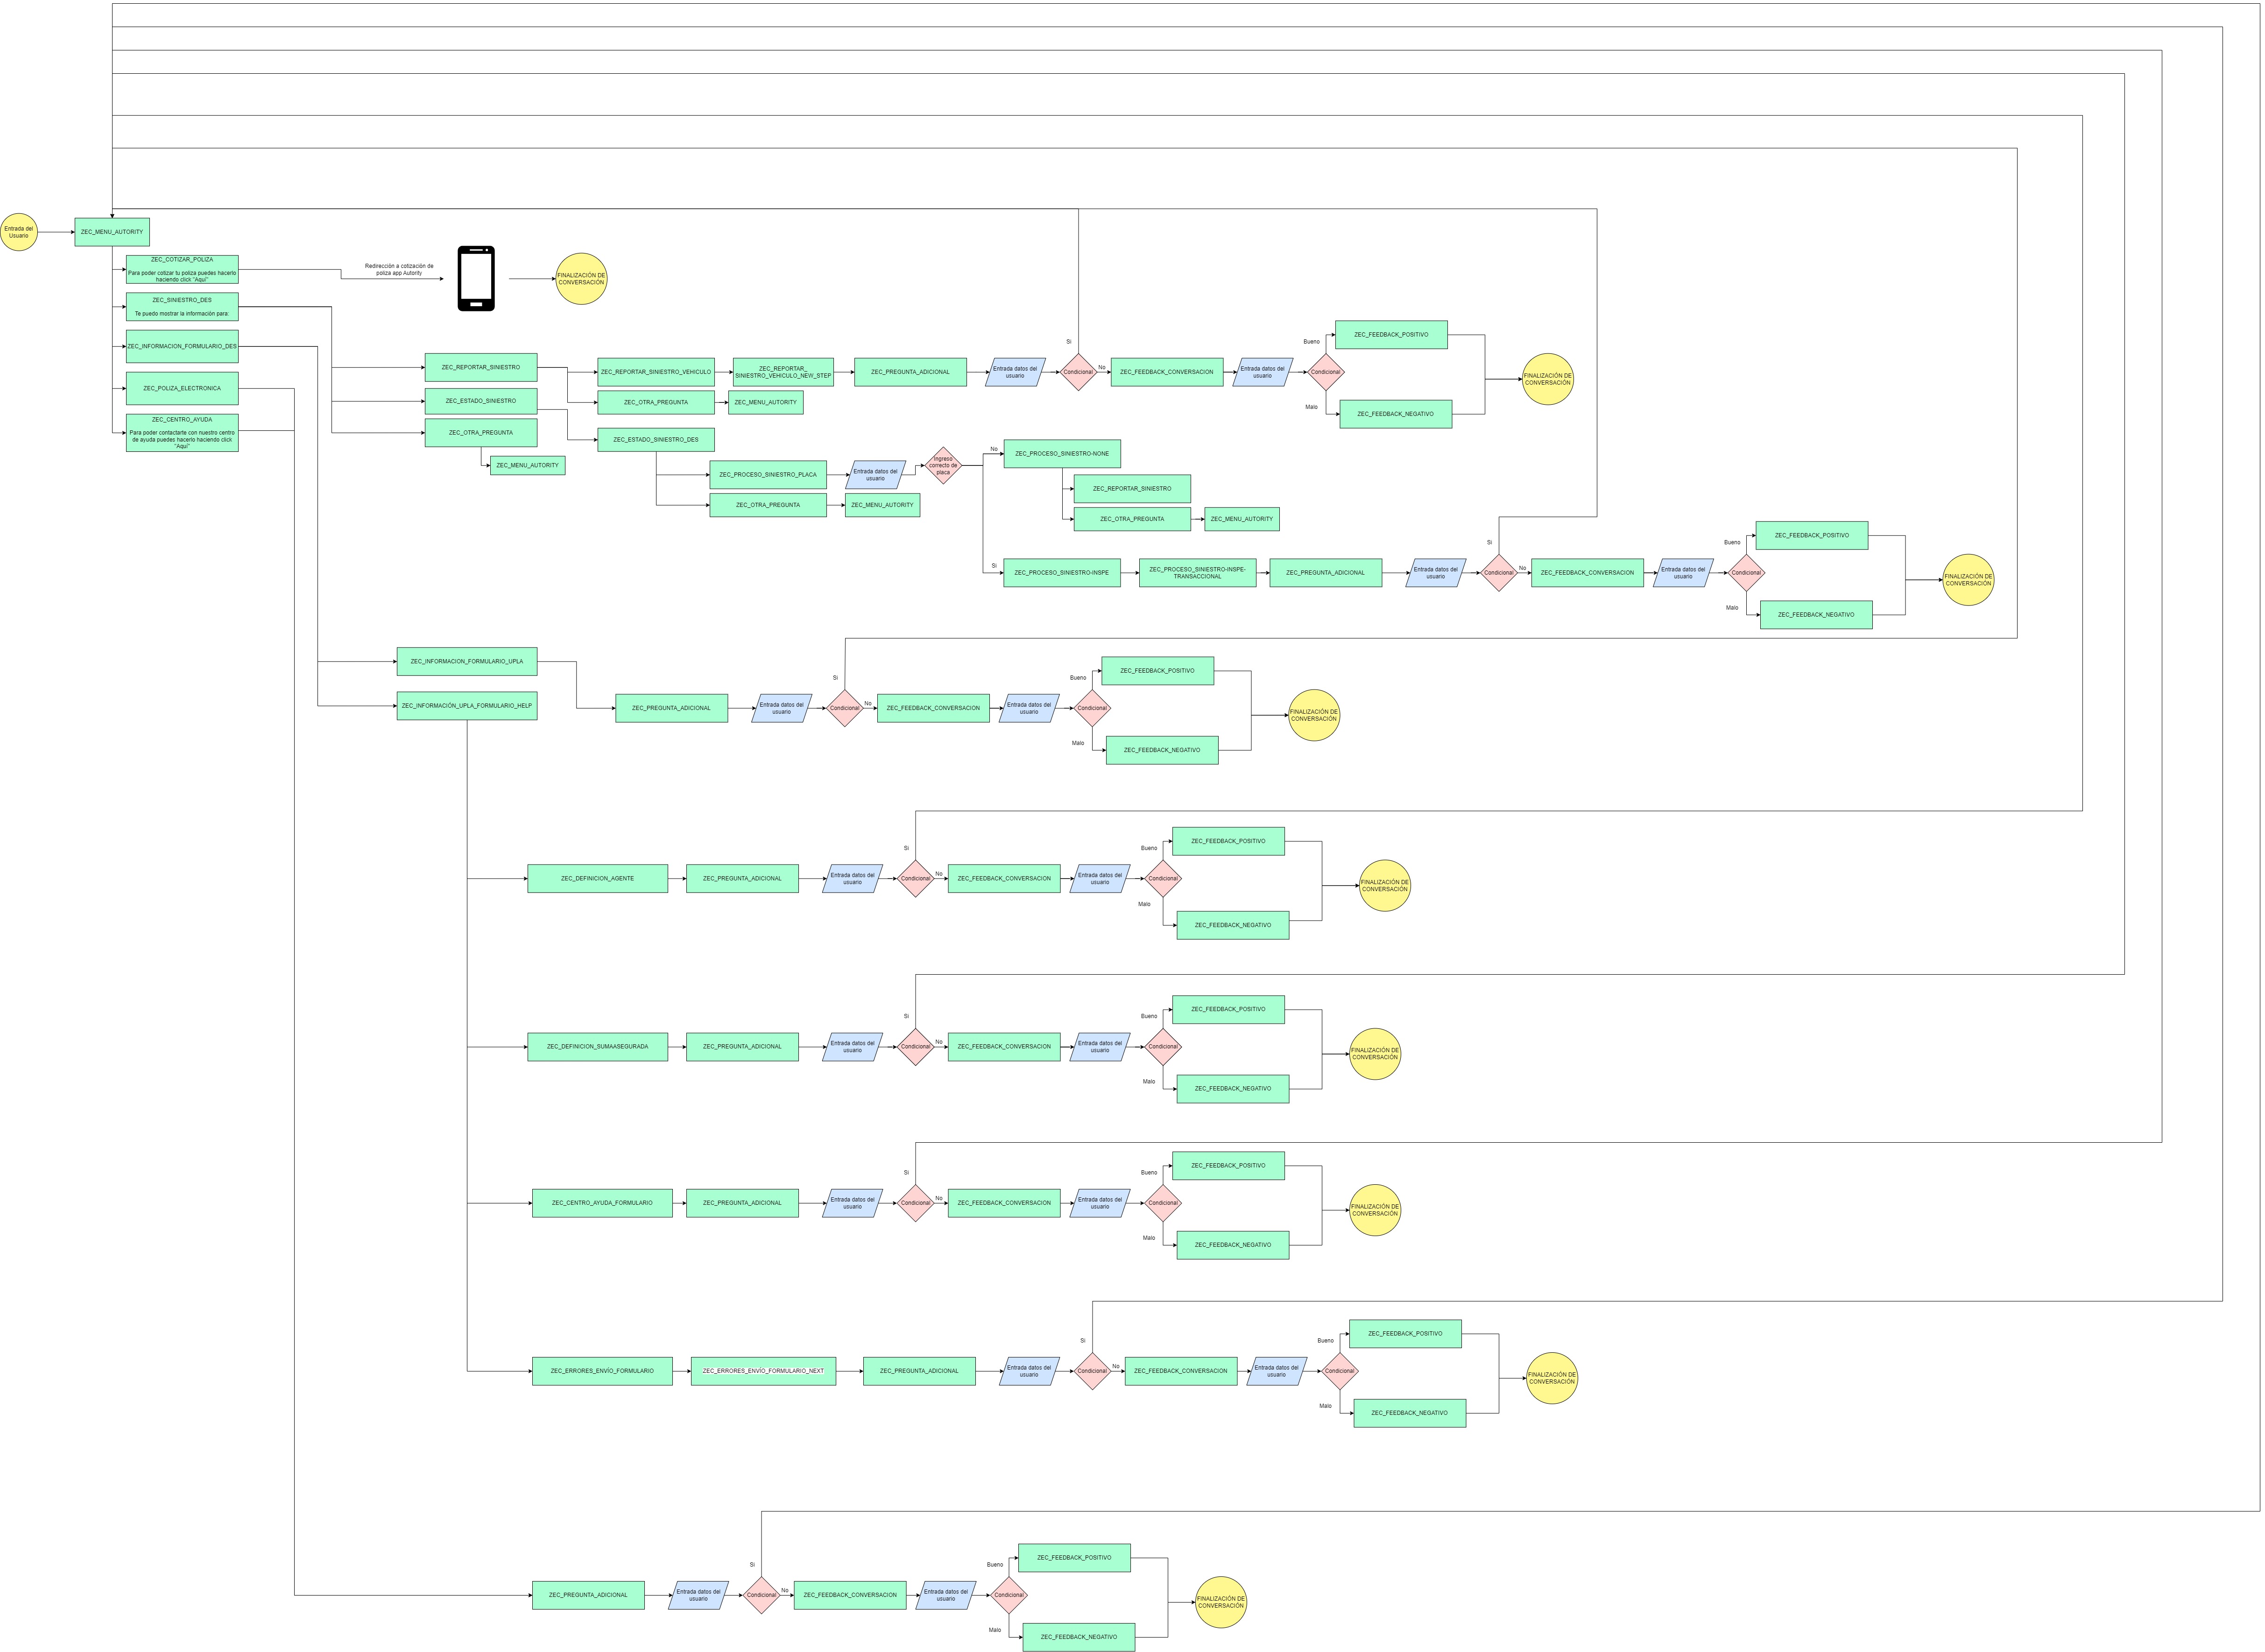 Entrada del
Usuario
ZEC_MENU_AUTORITY
ZEC_COTIZAR_POLIZA
Para poder cotizar tu poliza puedes hacerlo
haciendo click "Aquí"
Redirección a cotización de
poliza app Autority
FINALIZACIÓN DE
CONVERSACIÓN
ZEC_SINIESTRO_DES
Te puedo mostrar la información para:
ZEC_INFORMACION_FORMULARIO_DES
ZEC_POLIZA_ELECTRONICA
ZEC_CENTRO_AYUDA
Para poder contactarte con nuestro centro
de ayuda puedes hacerlo haciendo click
"Aquí"
ZEC_REPORTAR_SINIESTRO
ZEC_ESTADO_SINIESTRO
ZEC_OTRA_PREGUNTA
ZEC_MENU_AUTORITY
ZEC_REPORTAR_SINIESTRO_VEHICULO
ZEC_REPORTAR_
SINIESTRO_VEHICULO_NEW_STEP
ZEC_PREGUNTA_ADICIONAL
Entrada datos del
usuario
Si
Condicional
No
ZEC_FEEDBACK_CONVERSACION
Entrada datos del
usuario
Bueno
Condicional
Malo
ZEC_FEEDBACK_POSITIVO
ZEC_FEEDBACK_NEGATIVO
FINALIZACIÓN DE
CONVERSACIÓN
ZEC_OTRA_PREGUNTA
ZEC_MENU_AUTORITY
ZEC_ESTADO_SINIESTRO_DES
ZEC_PROCESO_SINIESTRO_PLACA
Entrada datos del
usuario
Ingreso
correcto de
placa
ZEC_OTRA_PREGUNTA
ZEC_MENU_AUTORITY
No
ZEC_PROCESO_SINIESTRO-NONE
ZEC_REPORTAR_SINIESTRO
ZEC_OTRA_PREGUNTA
ZEC_MENU_AUTORITY
Si
ZEC_PROCESO_SINIESTRO-INSPE
ZEC_PROCESO_SINIESTRO-INSPE-
TRANSACCIONAL
ZEC_PREGUNTA_ADICIONAL
Entrada datos del
usuario
Si
Condicional
No
ZEC_FEEDBACK_CONVERSACION
Entrada datos del
usuario
Bueno
Condicional
Malo
ZEC_FEEDBACK_POSITIVO
ZEC_FEEDBACK_NEGATIVO
FINALIZACIÓN DE
CONVERSACIÓN
ZEC_INFORMACION_FORMULARIO_UPLA
ZEC_INFORMACIÓN_UPLA_FORMULARIO_HELP
ZEC_PREGUNTA_ADICIONAL
Entrada datos del
usuario
Si
Condicional
No
ZEC_FEEDBACK_CONVERSACION
Entrada datos del
usuario
Bueno
Condicional
Malo
ZEC_FEEDBACK_POSITIVO
ZEC_FEEDBACK_NEGATIVO
FINALIZACIÓN DE
CONVERSACIÓN
ZEC_DEFINICION_AGENTE
ZEC_PREGUNTA_ADICIONAL
Entrada datos del
usuario
Si
Condicional
No
ZEC_FEEDBACK_CONVERSACION
Entrada datos del
usuario
Bueno
Condicional
Malo
ZEC_FEEDBACK_POSITIVO
ZEC_FEEDBACK_NEGATIVO
FINALIZACIÓN DE
CONVERSACIÓN
ZEC_DEFINICION_SUMAASEGURADA
ZEC_PREGUNTA_ADICIONAL
Entrada datos del
usuario
Si
Condicional
No
ZEC_FEEDBACK_CONVERSACION
Entrada datos del
usuario
Bueno
Condicional
Malo
ZEC_FEEDBACK_POSITIVO
ZEC_FEEDBACK_NEGATIVO
FINALIZACIÓN DE
CONVERSACIÓN
ZEC_CENTRO_AYUDA_FORMULARIO
ZEC_PREGUNTA_ADICIONAL
Entrada datos del
usuario
Si
Condicional
No
ZEC_FEEDBACK_CONVERSACION
Entrada datos del
usuario
Bueno
Condicional
Malo
ZEC_FEEDBACK_POSITIVO
ZEC_FEEDBACK_NEGATIVO
FINALIZACIÓN DE
CONVERSACIÓN
ZEC_ERRORES_ENVÍO_FORMULARIO
ZEC_ERRORES_ENVÍO_FORMULARIO_NEXT
ZEC_PREGUNTA_ADICIONAL
Entrada datos del
usuario
Si
Condicional
No
ZEC_FEEDBACK_CONVERSACION
Entrada datos del
usuario
Bueno
Condicional
Malo
ZEC_FEEDBACK_POSITIVO
ZEC_FEEDBACK_NEGATIVO
FINALIZACIÓN DE
CONVERSACIÓN
ZEC_PREGUNTA_ADICIONAL
Entrada datos del
usuario
Si
Condicional
No
ZEC_FEEDBACK_CONVERSACION
Entrada datos del
usuario
Bueno
Condicional
Malo
ZEC_FEEDBACK_POSITIVO
ZEC_FEEDBACK_NEGATIVO
FINALIZACIÓN DE
CONVERSACIÓN